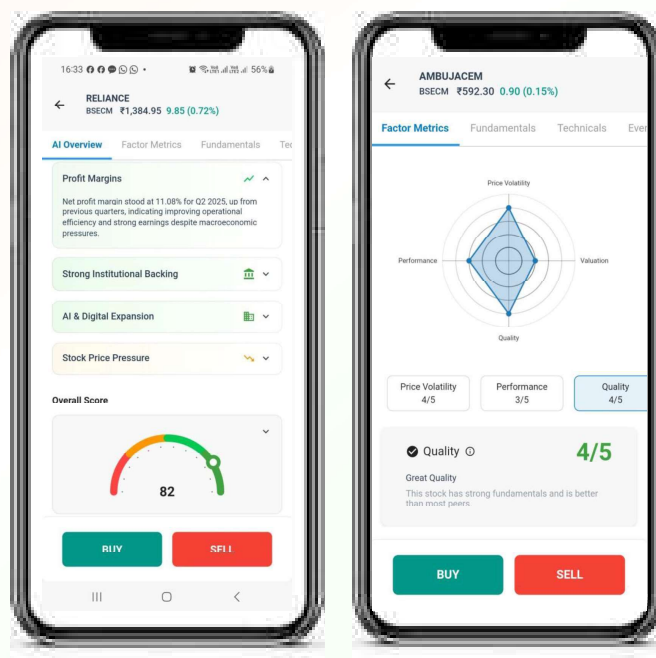 16:33
56%
RELIANCE
BSECM ₹1,384.95 9.85 (0.72%)
AI Overview Factor Metrics Fundamentals Tec
Profit Margins
Net profit margin stood at 11.08% for Q2 2025, up from
previous quarters, indicating improving operational
efficiency and strong earnings despite macroeconomic
pressures.
Strong Institutional Backing
AI & Digital Expansion
Stock Price Pressure
Overall Score
82
BUY SELL
AMBUJACEM
BSECM ₹592.30 0.90 (0.15%)
Factor Metrics Fundamentals Technicals Ever
Price Volatility
Performance
Valuation
Quality
Price Volatility Performance Quality
4/5 3/5 4/5
Quality 4/5
Great Quality
This stock has strong fundamentals and is better
than most peers.
BUY SELL